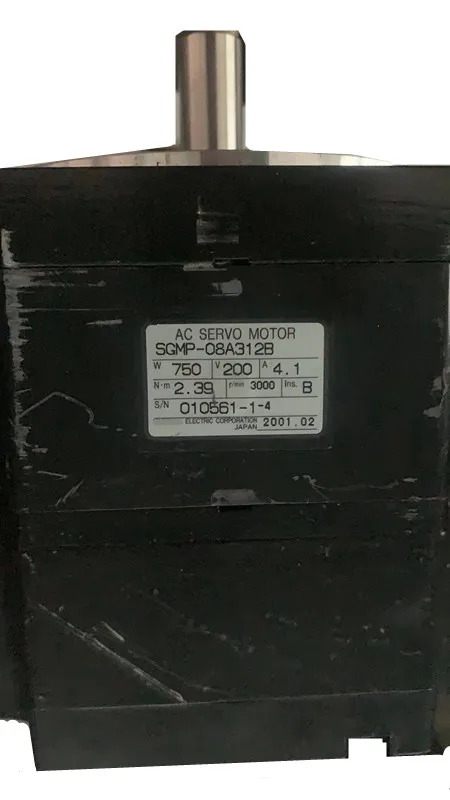 AC SERVO MOTOR
SGMP-08A312B
W 750 V 200 A 4.1
N·m 2.39 r/min 3000 Ins. B
S/N 010561-1-4
ELECTRIC CORPORATION
JAPAN 2001.02